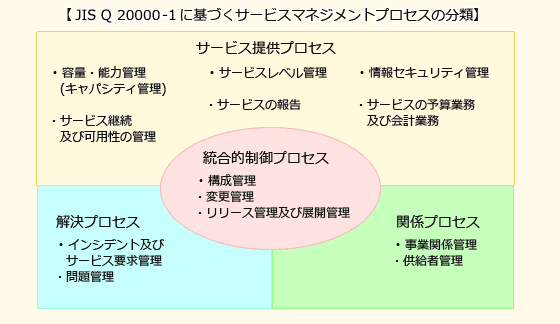 【 JIS Q 20000-1 に基づくサービスマネジメントプロセスの分類】
サービス提供プロセス
・容量・能力管理
(キャパシティ管理)
・サービスレベル管理
・情報セキュリティ管理
・サービス継続
及び可用性の管理
・サービスの報告
・サービスの予算業務
及び会計業務
統合的制御プロセス
・構成管理
・変更管理
・リリース管理及び展開管理
解決プロセス
・インシデント及び
サービス要求管理
・問題管理
関係プロセス
・事業関係管理
・供給者管理